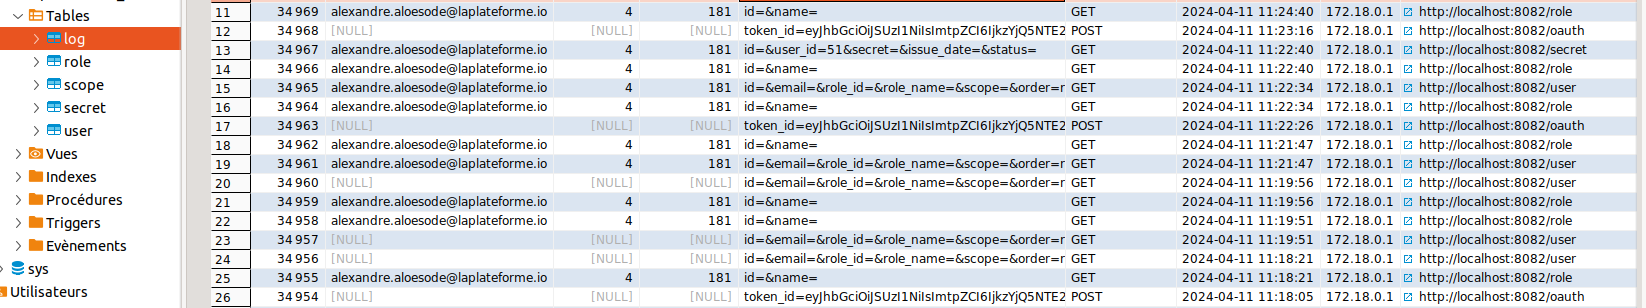 Tables
log
role
scope
secret
user
Vues
Indexes
Procédures
Triggers
Evènements
sys
Utilisateurs
11 34 969 alexandre.aloesode@laplateforme.io 4 181 id=&name= GET 2024-04-11 11:24:40 172.18.0.1 http://localhost:8082/role
12 34 968 [NULL] [NULL] [NULL] token_id=eyJhbGciOiJSUzI1NiIsImtpZCI6IjkzYjQ5NTE2 POST 2024-04-11 11:23:16 172.18.0.1 http://localhost:8082/oauth
13 34 967 alexandre.aloesode@laplateforme.io 4 181 id=&user_id=51&secret=&issue_date=&status= GET 2024-04-11 11:22:40 172.18.0.1 http://localhost:8082/secret
14 34 966 alexandre.aloesode@laplateforme.io 4 181 id=&name= GET 2024-04-11 11:22:40 172.18.0.1 http://localhost:8082/role
15 34 965 alexandre.aloesode@laplateforme.io 4 181 id=&email=&role_id=&role_name=&scope=&order=r GET 2024-04-11 11:22:34 172.18.0.1 http://localhost:8082/user
16 34 964 alexandre.aloesode@laplateforme.io 4 181 id=&name= GET 2024-04-11 11:22:34 172.18.0.1 http://localhost:8082/role
17 34 963 [NULL] [NULL] [NULL] token_id=eyJhbGciOiJSUzI1NiIsImtpZCI6IjkzYjQ5NTE2 POST 2024-04-11 11:22:26 172.18.0.1 http://localhost:8082/oauth
18 34 962 alexandre.aloesode@laplateforme.io 4 181 id=&name= GET 2024-04-11 11:21:47 172.18.0.1 http://localhost:8082/role
19 34 961 alexandre.aloesode@laplateforme.io 4 181 id=&email=&role_id=&role_name=&scope=&order=r GET 2024-04-11 11:21:47 172.18.0.1 http://localhost:8082/user
20 34 960 [NULL] [NULL] [NULL] id=&email=&role_id=&role_name=&scope=&order=r GET 2024-04-11 11:19:56 172.18.0.1 http://localhost:8082/user
21 34 959 alexandre.aloesode@laplateforme.io 4 181 id=&name= GET 2024-04-11 11:19:56 172.18.0.1 http://localhost:8082/role
22 34 958 alexandre.aloesode@laplateforme.io 4 181 id=&name= GET 2024-04-11 11:19:51 172.18.0.1 http://localhost:8082/role
23 34 957 [NULL] [NULL] [NULL] id=&email=&role_id=&role_name=&scope=&order=r GET 2024-04-11 11:19:51 172.18.0.1 http://localhost:8082/user
24 34 956 [NULL] [NULL] [NULL] id=&email=&role_id=&role_name=&scope=&order=r GET 2024-04-11 11:18:21 172.18.0.1 http://localhost:8082/user
25 34 955 alexandre.aloesode@laplateforme.io 4 181 id=&name= GET 2024-04-11 11:18:21 172.18.0.1 http://localhost:8082/role
26 34 954 [NULL] [NULL] [NULL] token_id=eyJhbGciOiJSUzI1NiIsImtpZCI6IjkzYjQ5NTE2 POST 2024-04-11 11:18:05 172.18.0.1 http://localhost:8082/oauth